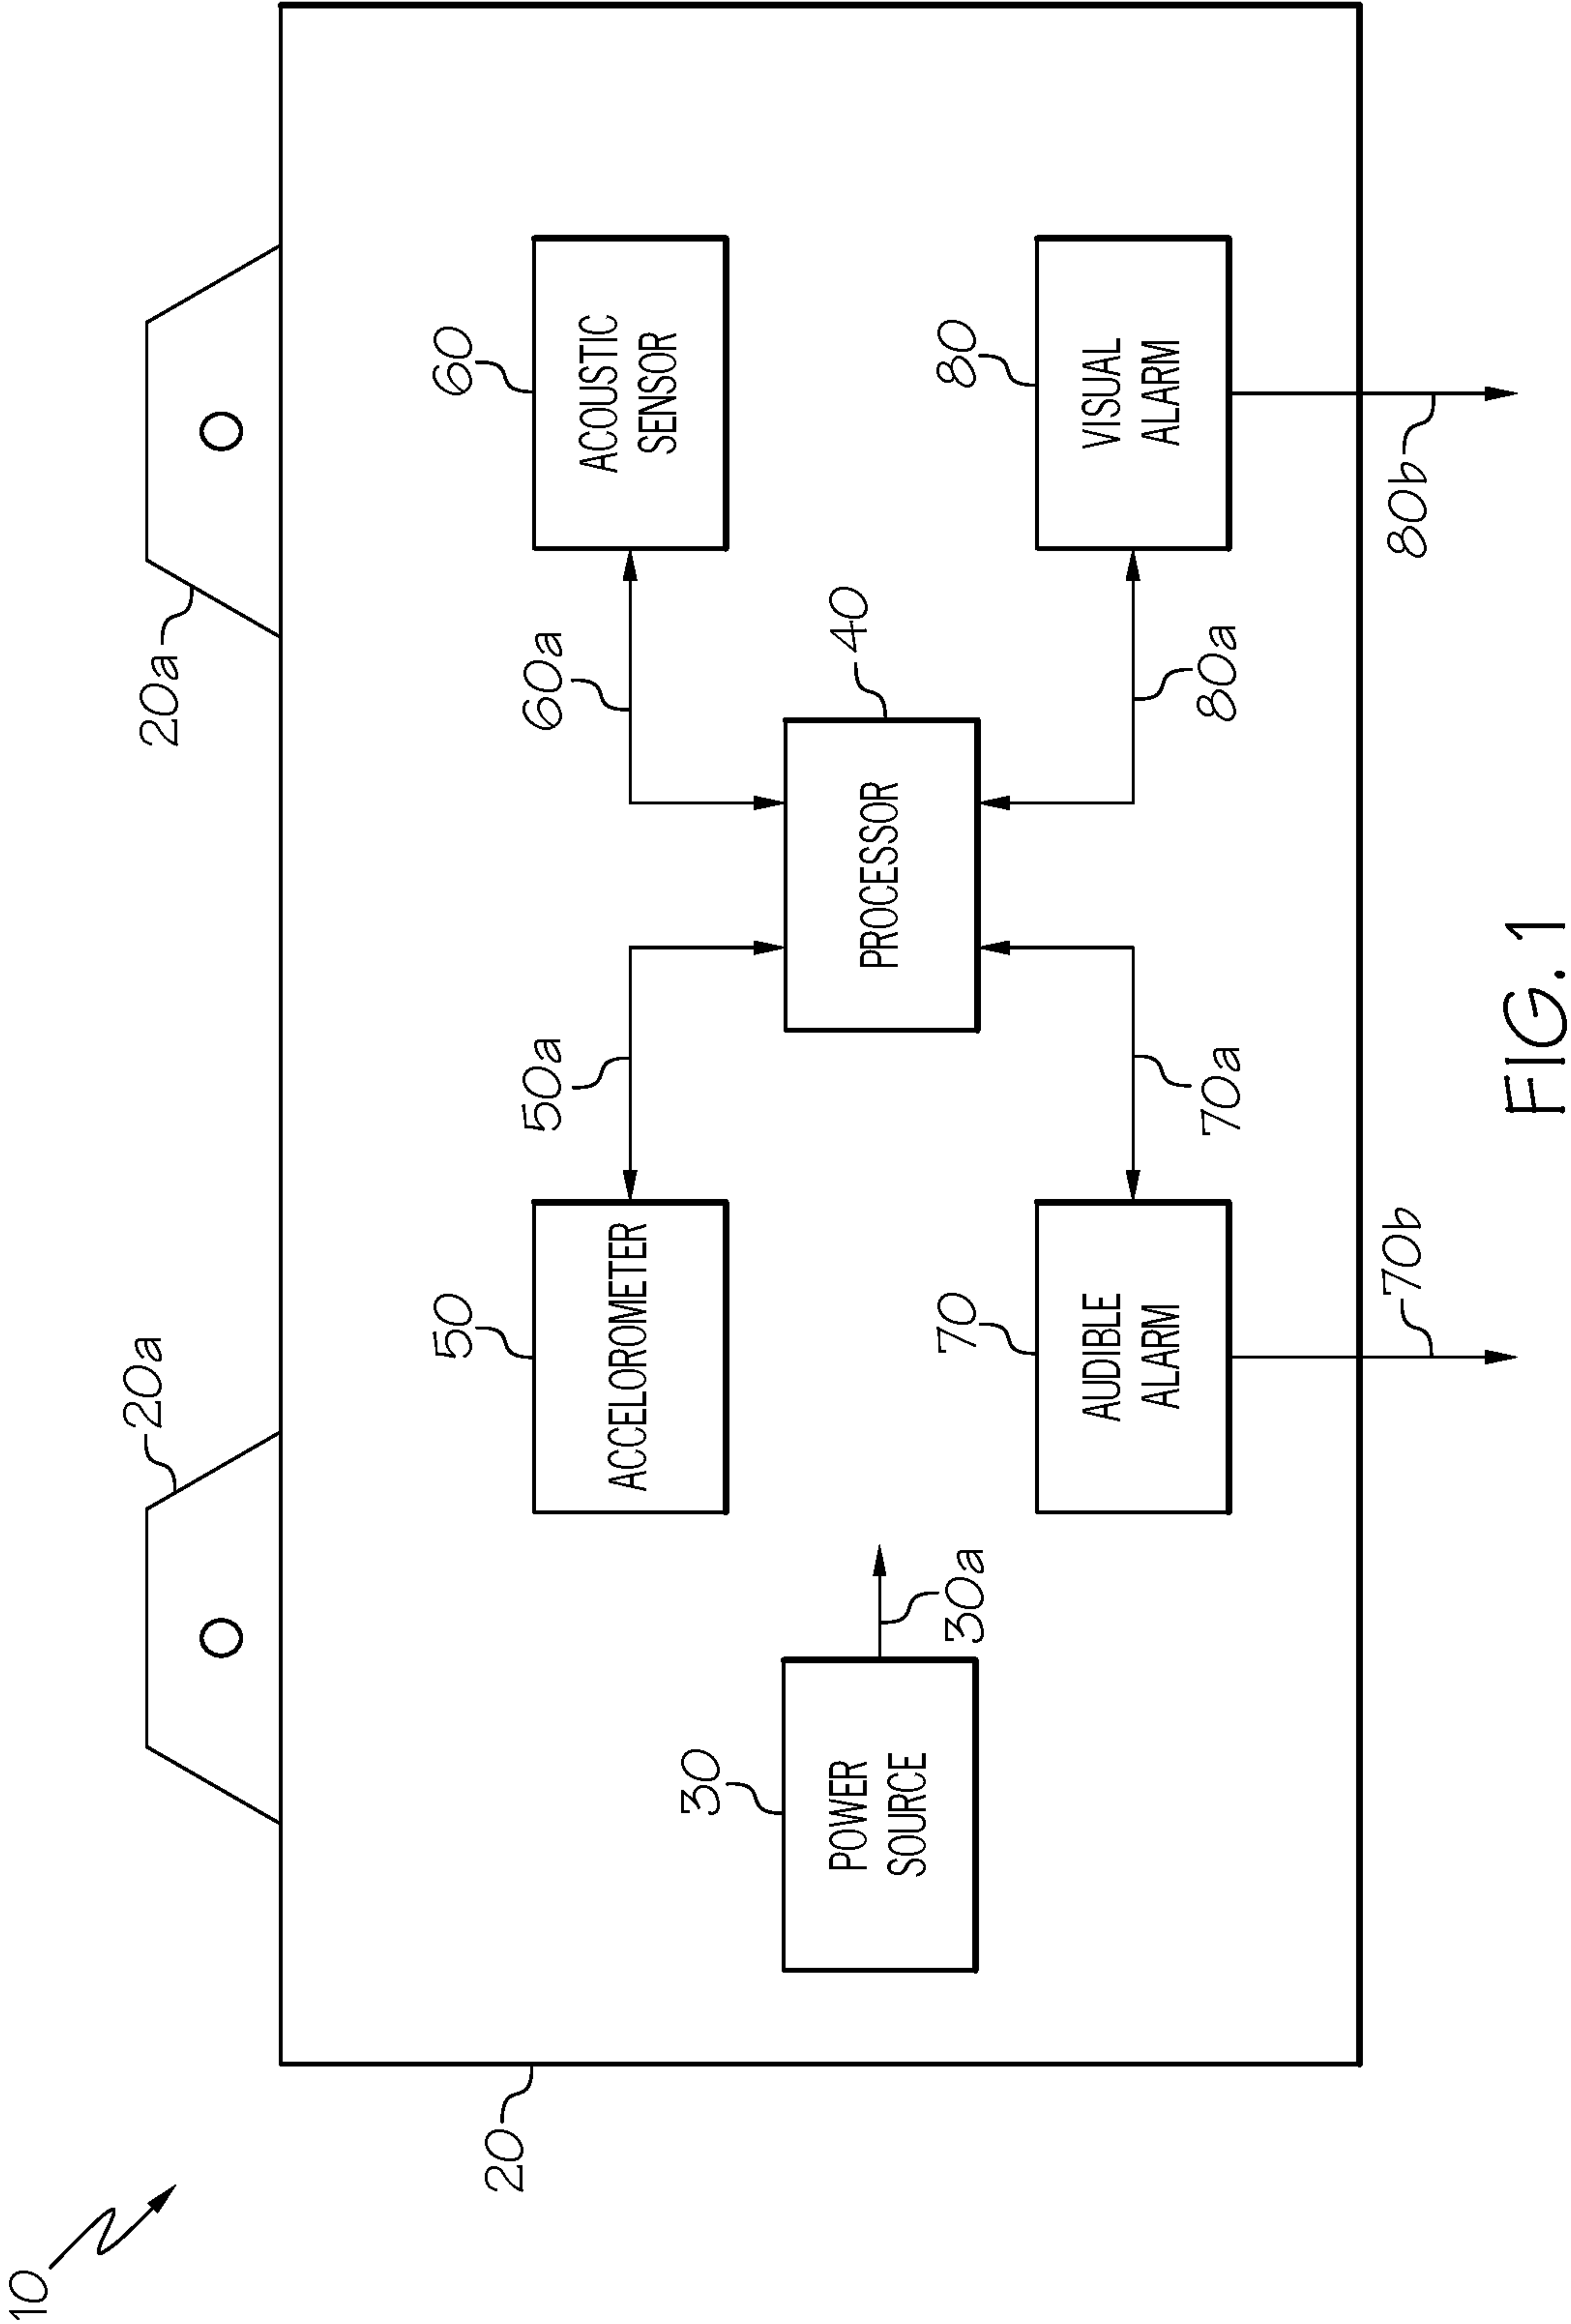 10
20a
20a
20
50
ACCELOROMETER
50a
60a
60
ACOUSTIC
SENSOR
30
POWER
SOURCE
30a
PROCESSOR
40
70
AUDIBLE
ALARM
70a
80a
80
VISUAL
ALARM
70b
80b
FIG. 1